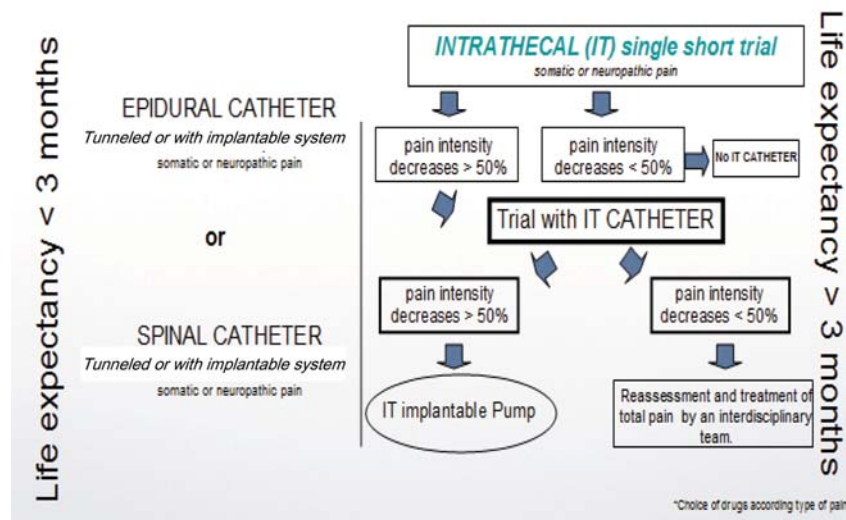 Life expectancy < 3 months
EPIDURAL CATHETER
Tunneled or with implantable system
somatic or neuropathic pain
or
SPINAL CATHETER
Tunneled or with implantable system
somatic or neuropathic pain
INTRATHECAL (IT) single short trial
somatic or neuropathic pain
pain intensity
decreases > 50%
pain intensity
decreases < 50%
No IT CATHETER
Trial with IT CATHETER
pain intensity
decreases > 50%
pain intensity
decreases < 50%
IT implantable Pump
Reassessment and treatment of
total pain by an interdisciplinary
team.
Life expectancy > 3 months
*Choice of drugs according type of pain